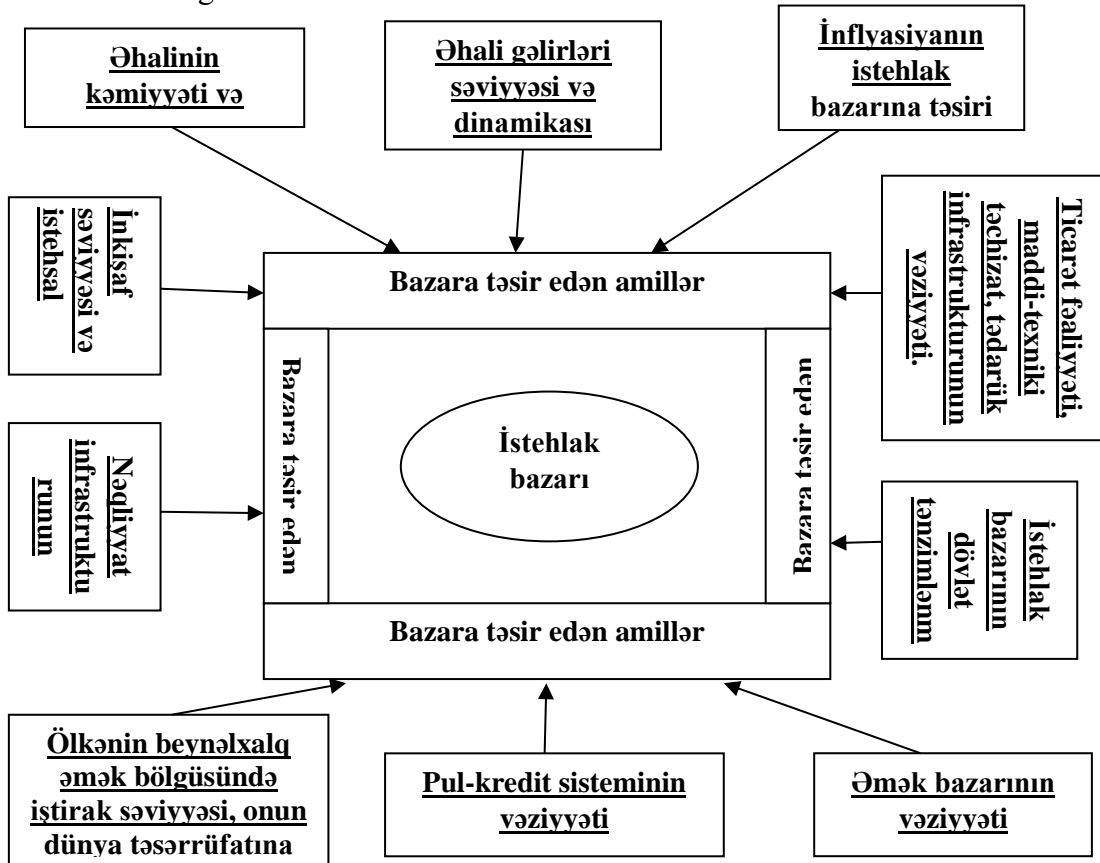 Əhalinin
kəmiyyəti və
Əhali gəlirləri
səviyyəsi və
dinamikası
İnflyasiyanın
istehlak
bazarına təsiri
İnkişaf
səviyyəsi və
istehsal
Bazara təsir edən amillər
Ticarət fəaliyyəti,
maddi-texniki
təchizat, tədarük
infrastrukturunun
vəziyyəti.
Bazara təsir edən
İstehlak
bazarı
Bazara təsir edən
Nəqliyyat
infrastruktu
runun
İstehlak
bazarının
dövlət
tənzimlənm
Bazara təsir edən amillər
Ölkənin beynəlxalq
əmək bölgüsündə
iştirak səviyyəsi, onun
dünya təsərrüfatına
Pul-kredit sisteminin
vəziyyəti
Əmək bazarının
vəziyyəti